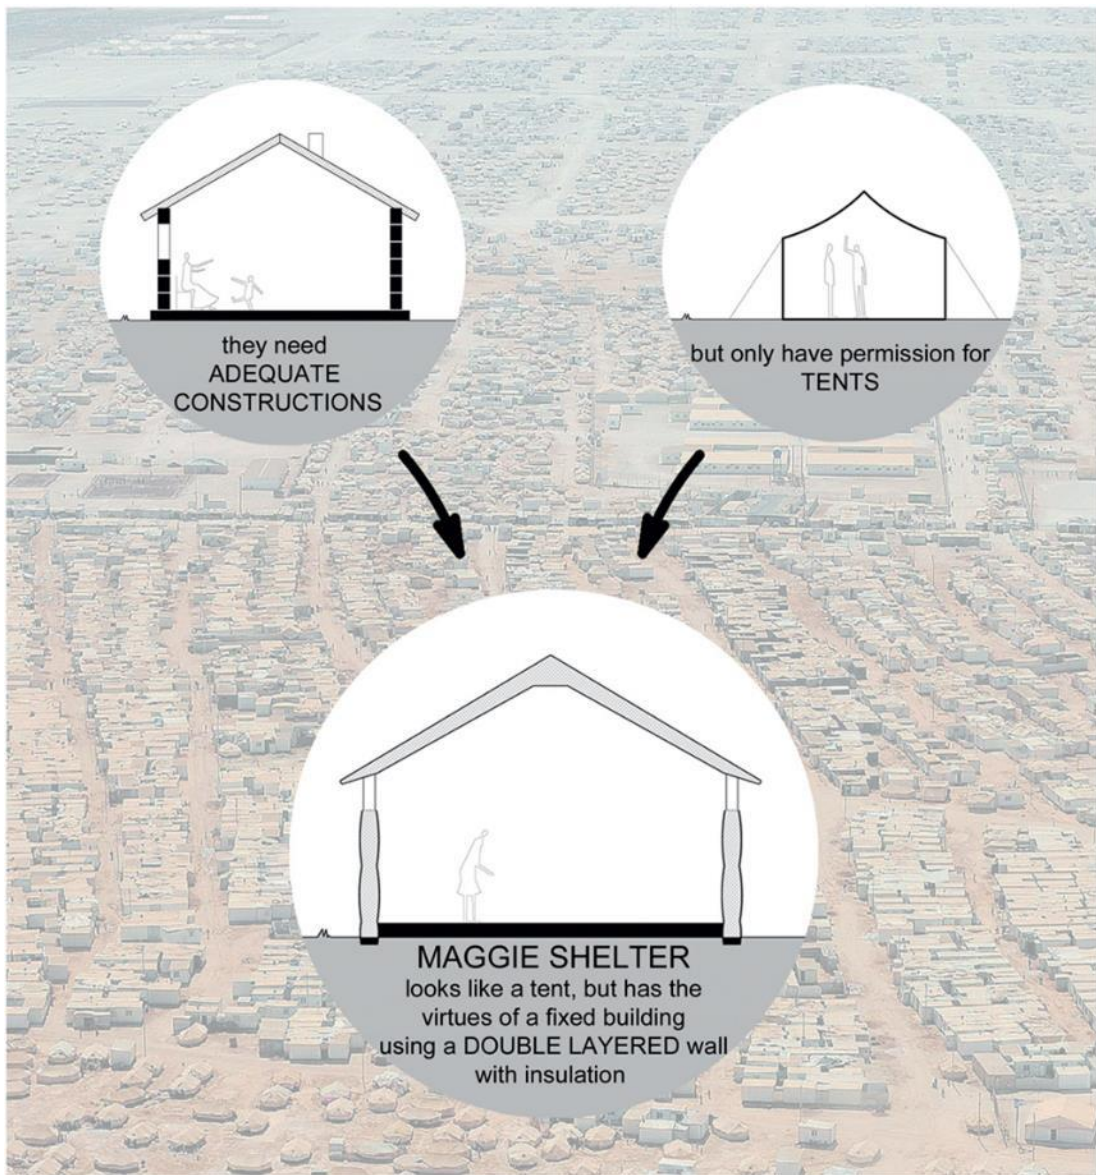 they need
ADEQUATE
CONSTRUCTIONS
but only have permission for
TENTS
MAGGIE SHELTER
looks like a tent, but has the
virtues of a fixed building
using a DOUBLE LAYERED wall
with insulation